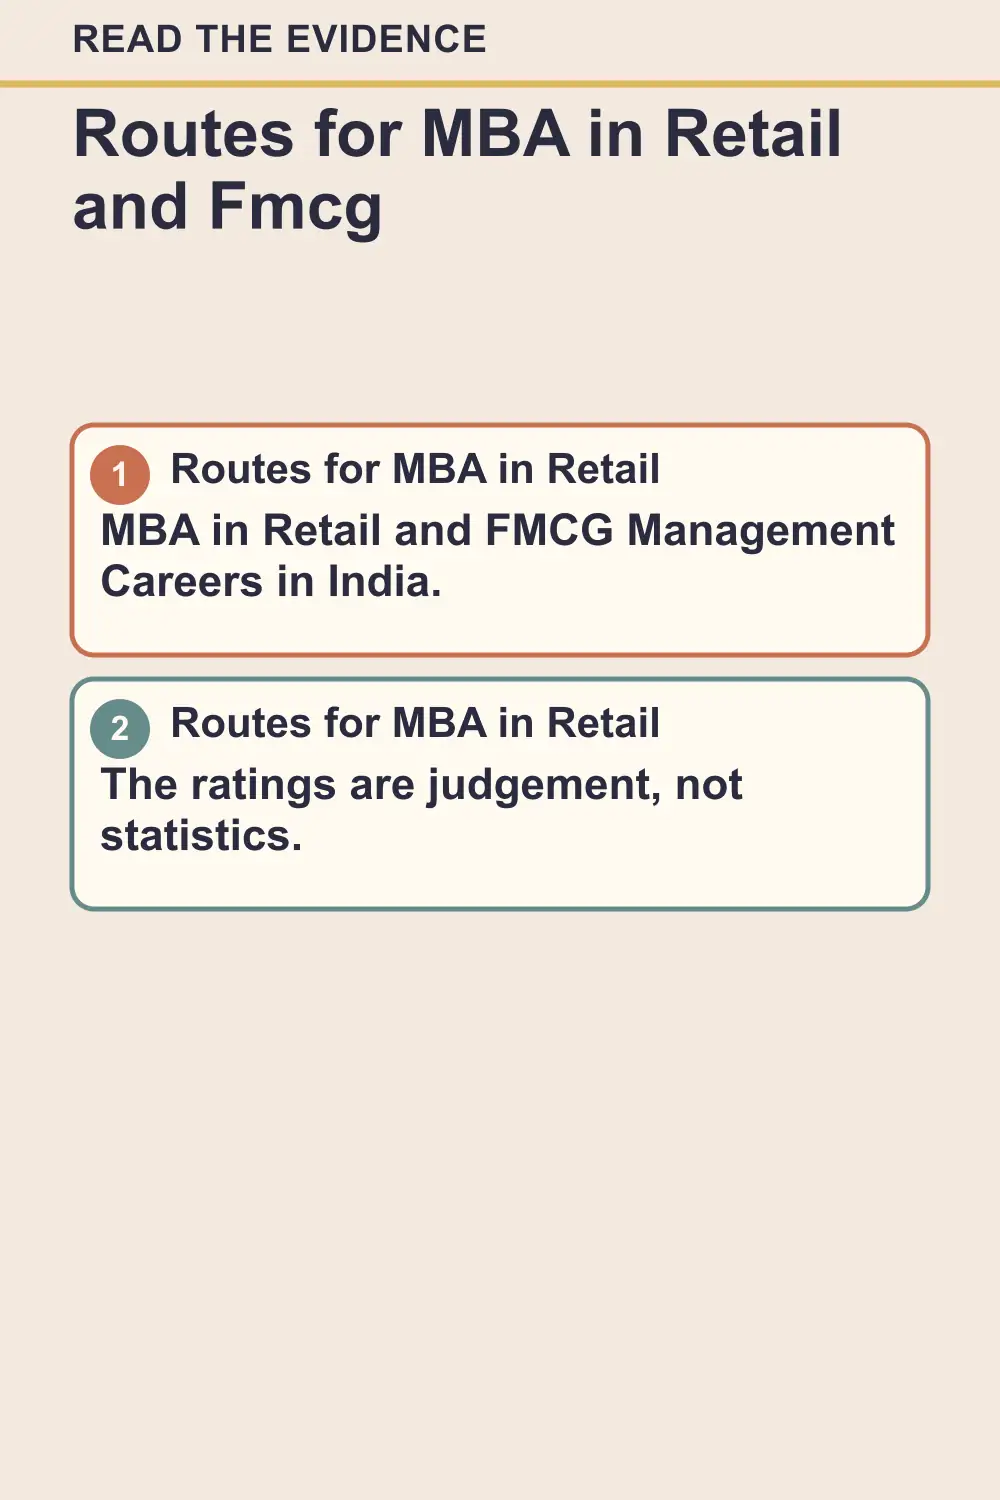 READ THE EVIDENCE
Routes for MBA in Retail
and Fmcg
1 Routes for MBA in Retail
MBA in Retail and FMCG Management
Careers in India.
2 Routes for MBA in Retail
The ratings are judgement, not
statistics.